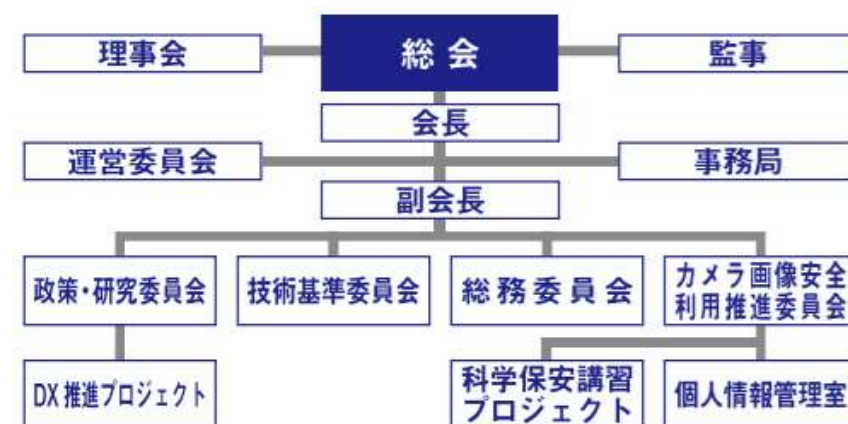 理事会
総会
監事
会長
運営委員会
事務局
副会長
政策・研究委員会
技術基準委員会
総務委員会
カメラ画像安全
利用推進委員会
DX推進プロジェクト
科学保安講習
プロジェクト
個人情報管理室